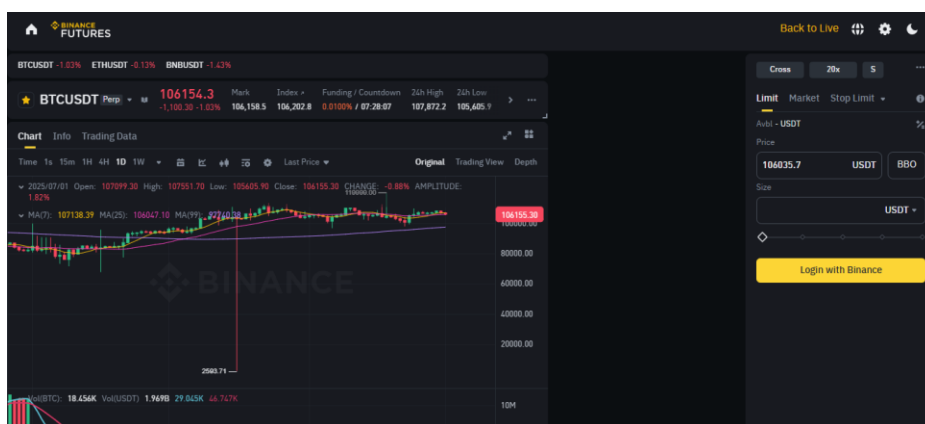 BINANCE
FUTURES
Back to Live
BTCUSDT -1.03% ETHUSDT -0.13% BNBUSDT -1.43%
BTCUSDT Perp
106154.3
-1,100.30 -1.03%
Mark
106,158.5
Index
106,202.8
Funding / Countdown
0.0100% / 07:28:07
24h High
107,872.2
24h Low
105,605.9
Chart Info Trading Data
Time 1s 15m 1H 4H 1D 1W Last Price Original Trading View Depth
2025/07/01 Open: 107099.30 High: 107551.70 Low: 105605.90 Close: 106155.30 CHANGE: -0.88% AMPLITUDE:
1.82%
MA(7): 107138.39 MA(25): 106047.10 MA(99):
106155.30
100000.00
80000.00
60000.00
40000.00
20000.00
BINANCE
2593.71
Vol(BTC): 18.456K Vol(USDT) 1.969B 29.045K 46.747K
10M
Cross 20x S
Limit Market Stop Limit
Avbl - USDT
Price
106035.7 USDT BBO
Size
USDT
Login with Binance